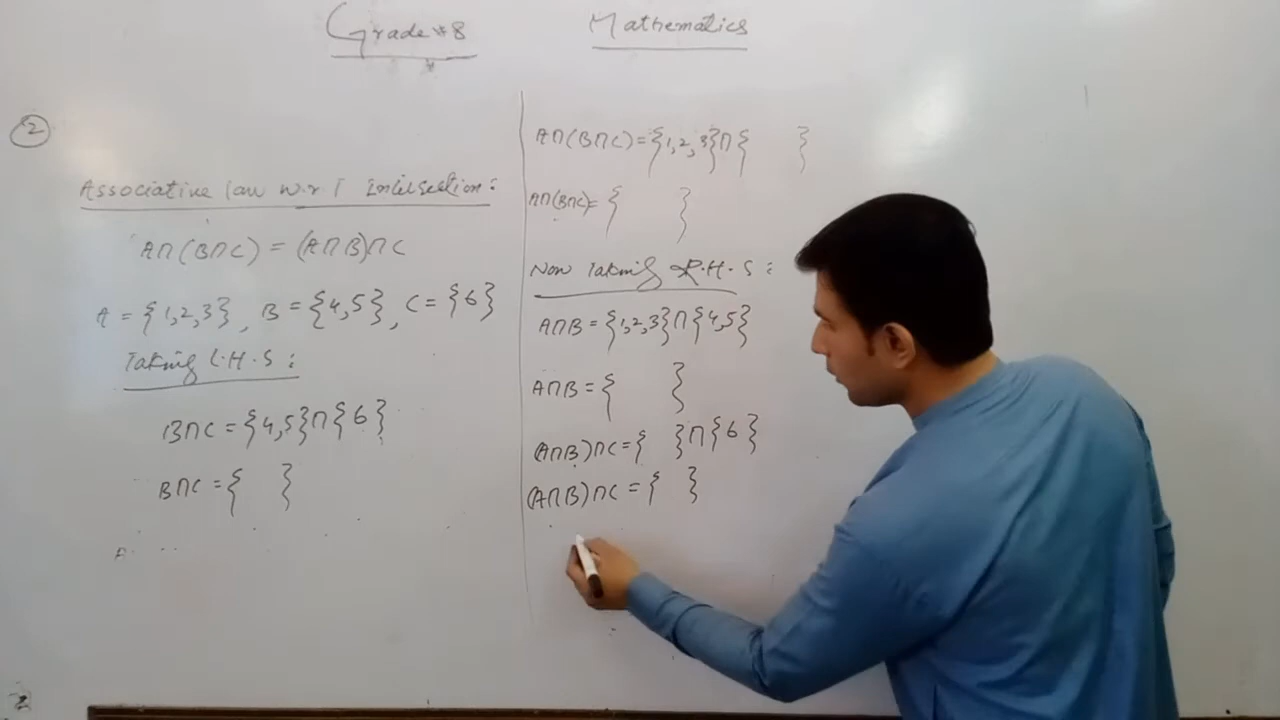 Grade # 8 Mathematics
2
Associative law w.r.t Intersection:
A∩(B∩C) = (A∩B)∩C
A = {1,2,3}, B = {4,5}, C = {6}
Taking L.H.S:
B∩C = {4,5}∩{6}
B∩C = { }
A∩(B∩C)={1,2,3}∩{ }
A∩(B∩C)= { }
Now Taking R.H.S:
A∩B = {1,2,3}∩{4,5}
A∩B = { }
(A∩B)∩C = { }∩{6}
(A∩B)∩C = { }
2